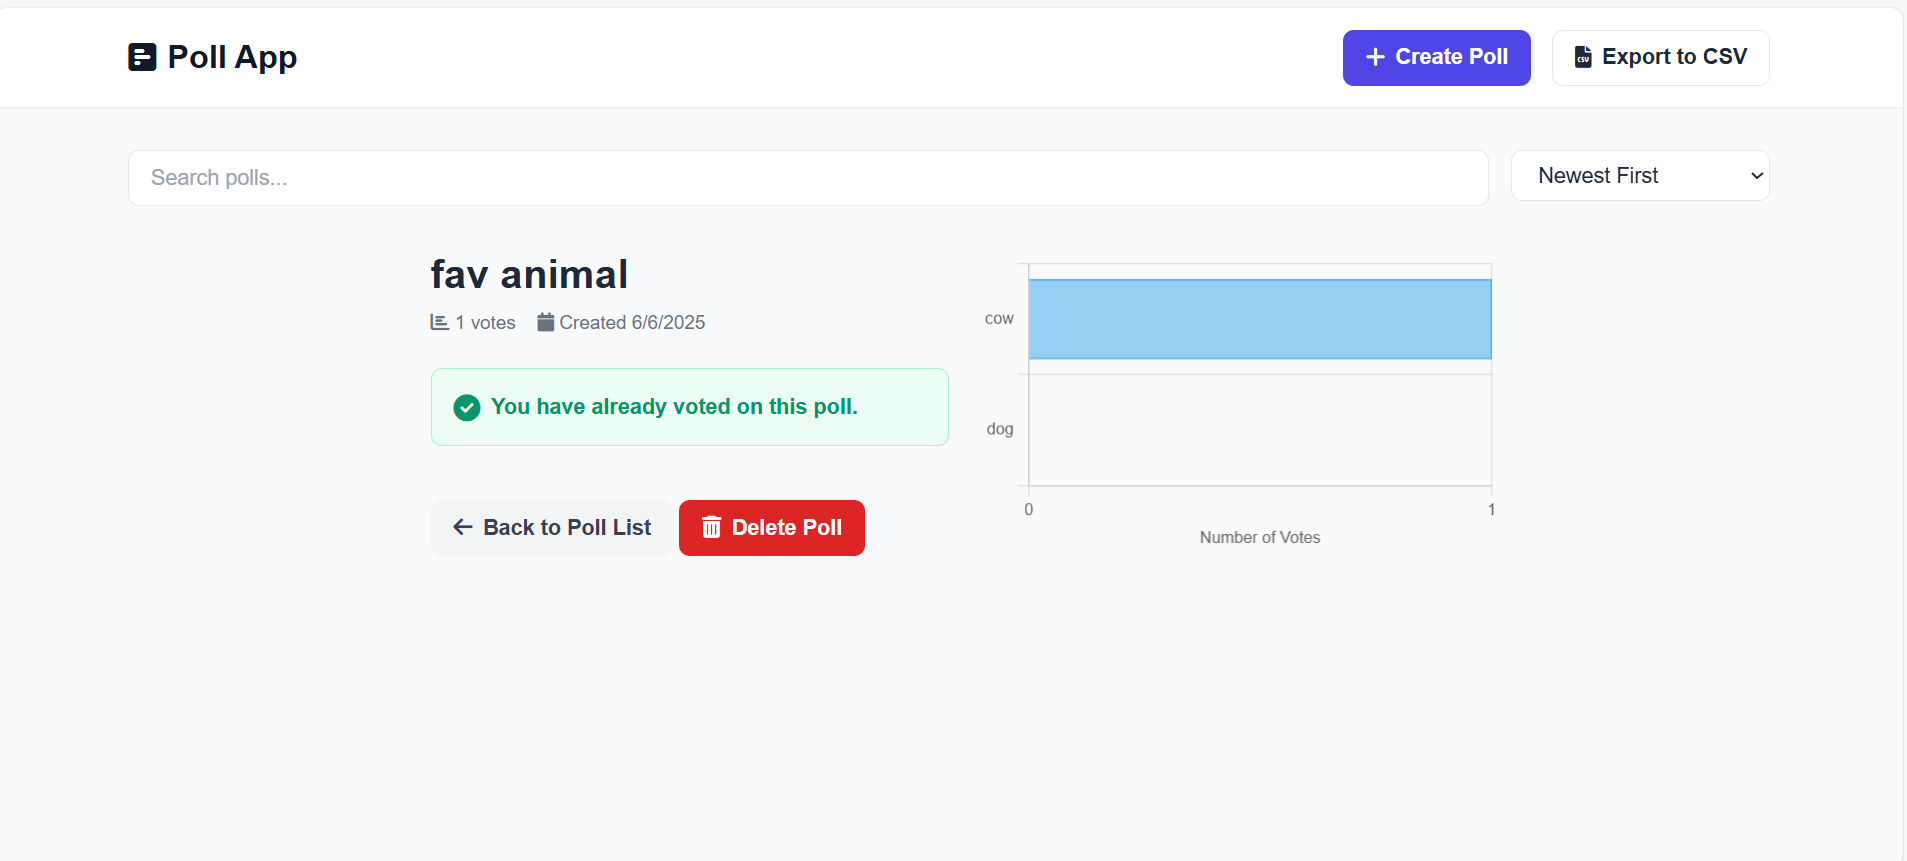 Poll App
Create Poll
Export to CSV
Search polls...
Newest First
fav animal
1 votes
Created 6/6/2025
You have already voted on this poll.
Back to Poll List
Delete Poll
cow
dog
0
1
Number of Votes